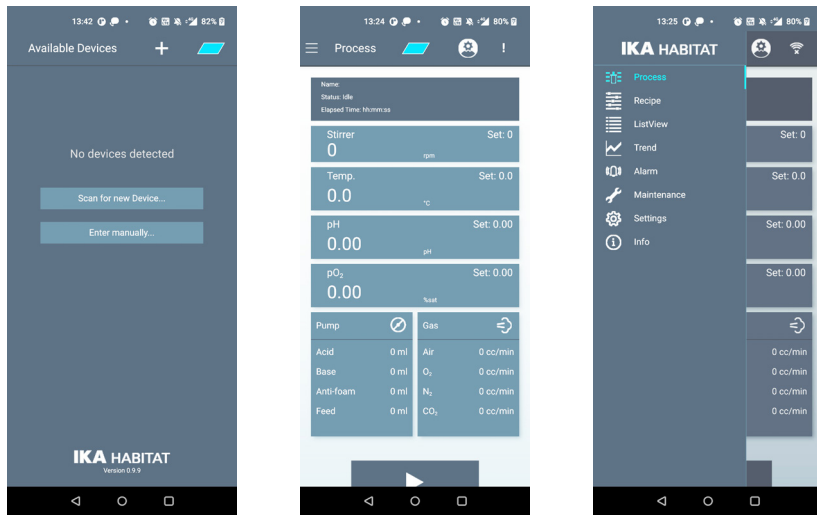 13:42 82%
Available Devices +
No devices detected
Scan for new Device...
Enter manually...
IKA HABITAT
Version 0.9.9
13:24 80%
Process !
Name:
Status: Idle
Elapsed Time: hh:mm:ss
Stirrer Set: 0
0 rpm
Temp. Set: 0.0
0.0 °C
pH Set: 0.00
0.00 pH
pO₂ Set: 0.00
0.00 %sat
Pump
Acid 0 ml
Base 0 ml
Anti-foam 0 ml
Feed 0 ml
Gas
Air 0 cc/min
O₂ 0 cc/min
N₂ 0 cc/min
CO₂ 0 cc/min
13:25 80%
IKA HABITAT
Process
Recipe
ListView
Trend
Alarm
Maintenance
Settings
Info
Set: 0
Set: 0.0
Set: 0.00
Set: 0.00
0 cc/min
0 cc/min
0 cc/min
0 cc/min